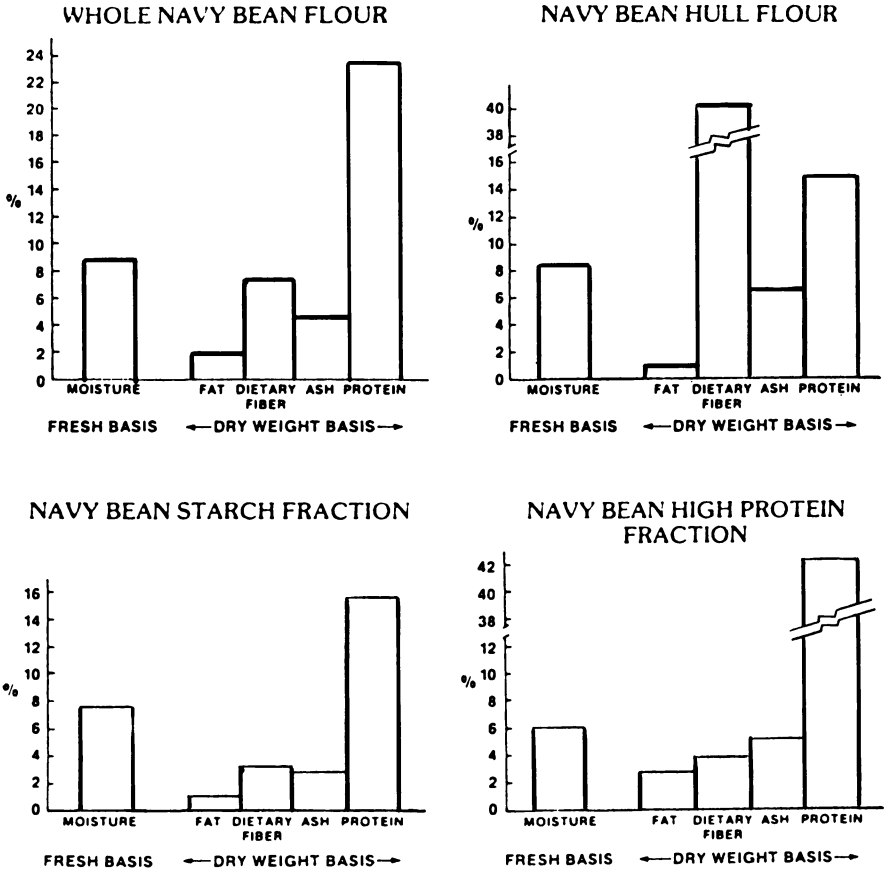 WHOLE NAVY BEAN FLOUR
24
22
20
18
16
14
%
12
10
8
6
4
2
0
MOISTURE
FAT DIETARY ASH PROTEIN
FIBER
FRESH BASIS ←DRY WEIGHT BASIS→
NAVY BEAN HULL FLOUR
40
38
16
14
12
%
10
8
6
4
2
0
MOISTURE
FAT DIETARY ASH PROTEIN
FIBER
FRESH BASIS ←DRY WEIGHT BASIS→
NAVY BEAN STARCH FRACTION
16
14
12
10
%
8
6
4
2
0
MOISTURE
FAT DIETARY ASH PROTEIN
FIBER
FRESH BASIS ←DRY WEIGHT BASIS→
NAVY BEAN HIGH PROTEIN
FRACTION
42
40
38
12
10
%
8
6
4
2
0
MOISTURE
FAT DIETARY ASH PROTEIN
FIBER
FRESH BASIS ←DRY WEIGHT BASIS→